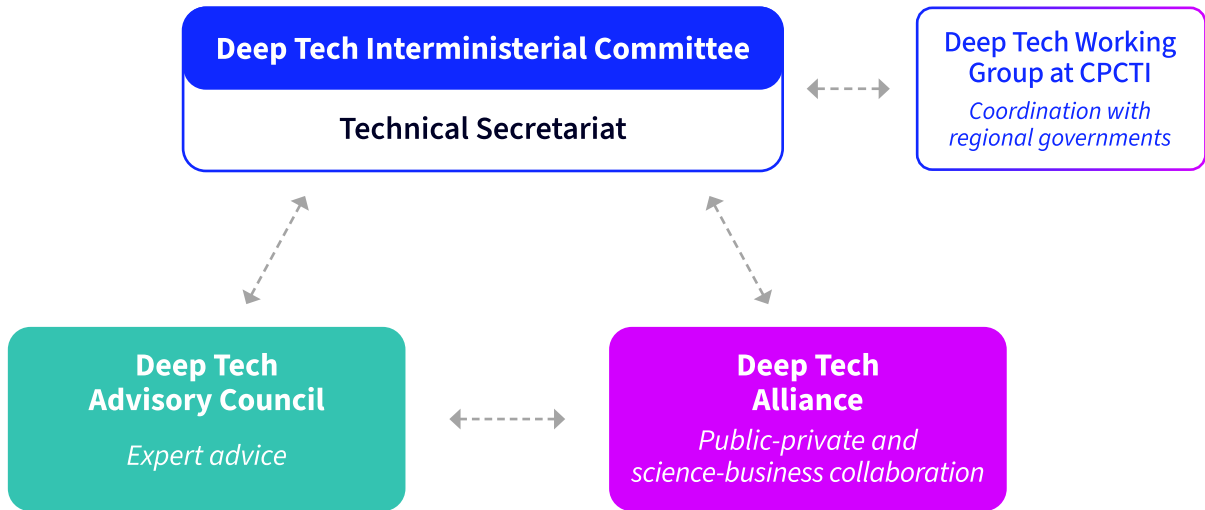 Deep Tech Interministerial Committee
Technical Secretariat
Deep Tech Working
Group at CPCTI
Coordination with
regional governments
Deep Tech
Advisory Council
Expert advice
Deep Tech
Alliance
Public-private and
science-business collaboration